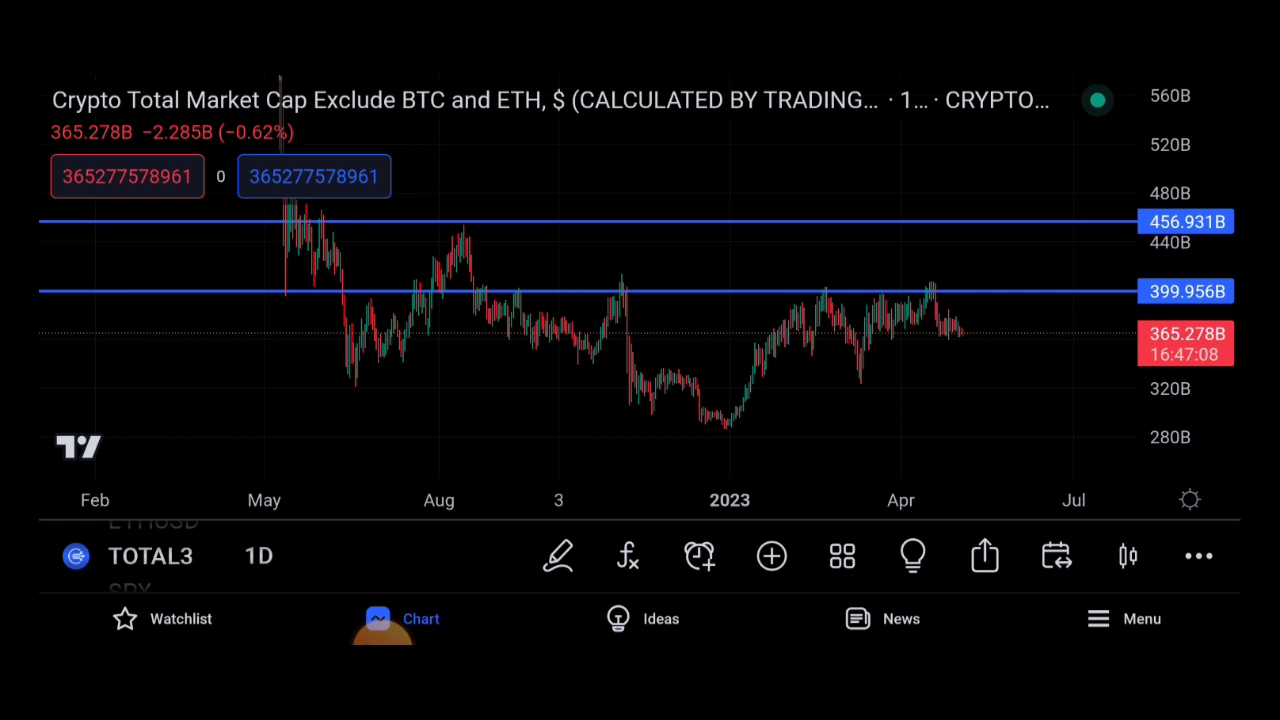 Crypto Total Market Cap Exclude BTC and ETH, $ (CALCULATED BY TRADING... · 1... · CRYPTO...
365.278B −2.285B (−0.62%)
365277578961 0 365277578961
560B
520B
480B
456.931B
440B
399.956B
365.278B
16:47:08
320B
280B
Feb May Aug 3 2023 Apr Jul
ETHUSD
TOTAL3 1D
SPY
Watchlist Chart Ideas News Menu